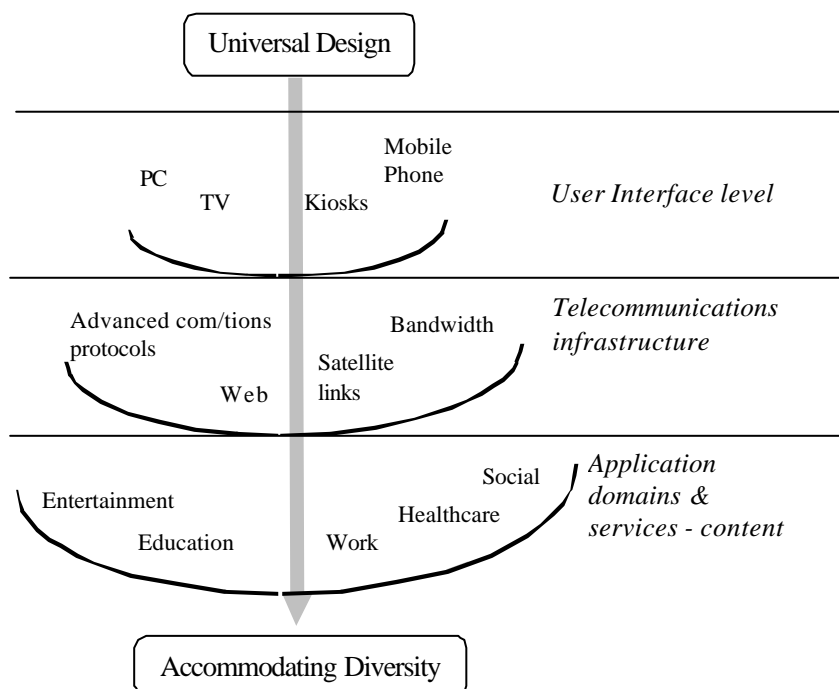 Universal Design
Mobile
Phone
PC
TV
Kiosks
User Interface level
Advanced com/tions
protocols
Bandwidth
Satellite
links
Web
Telecommunications
infrastructure
Social
Entertainment
Healthcare
Education
Work
Application
domains &
services - content
Accommodating Diversity